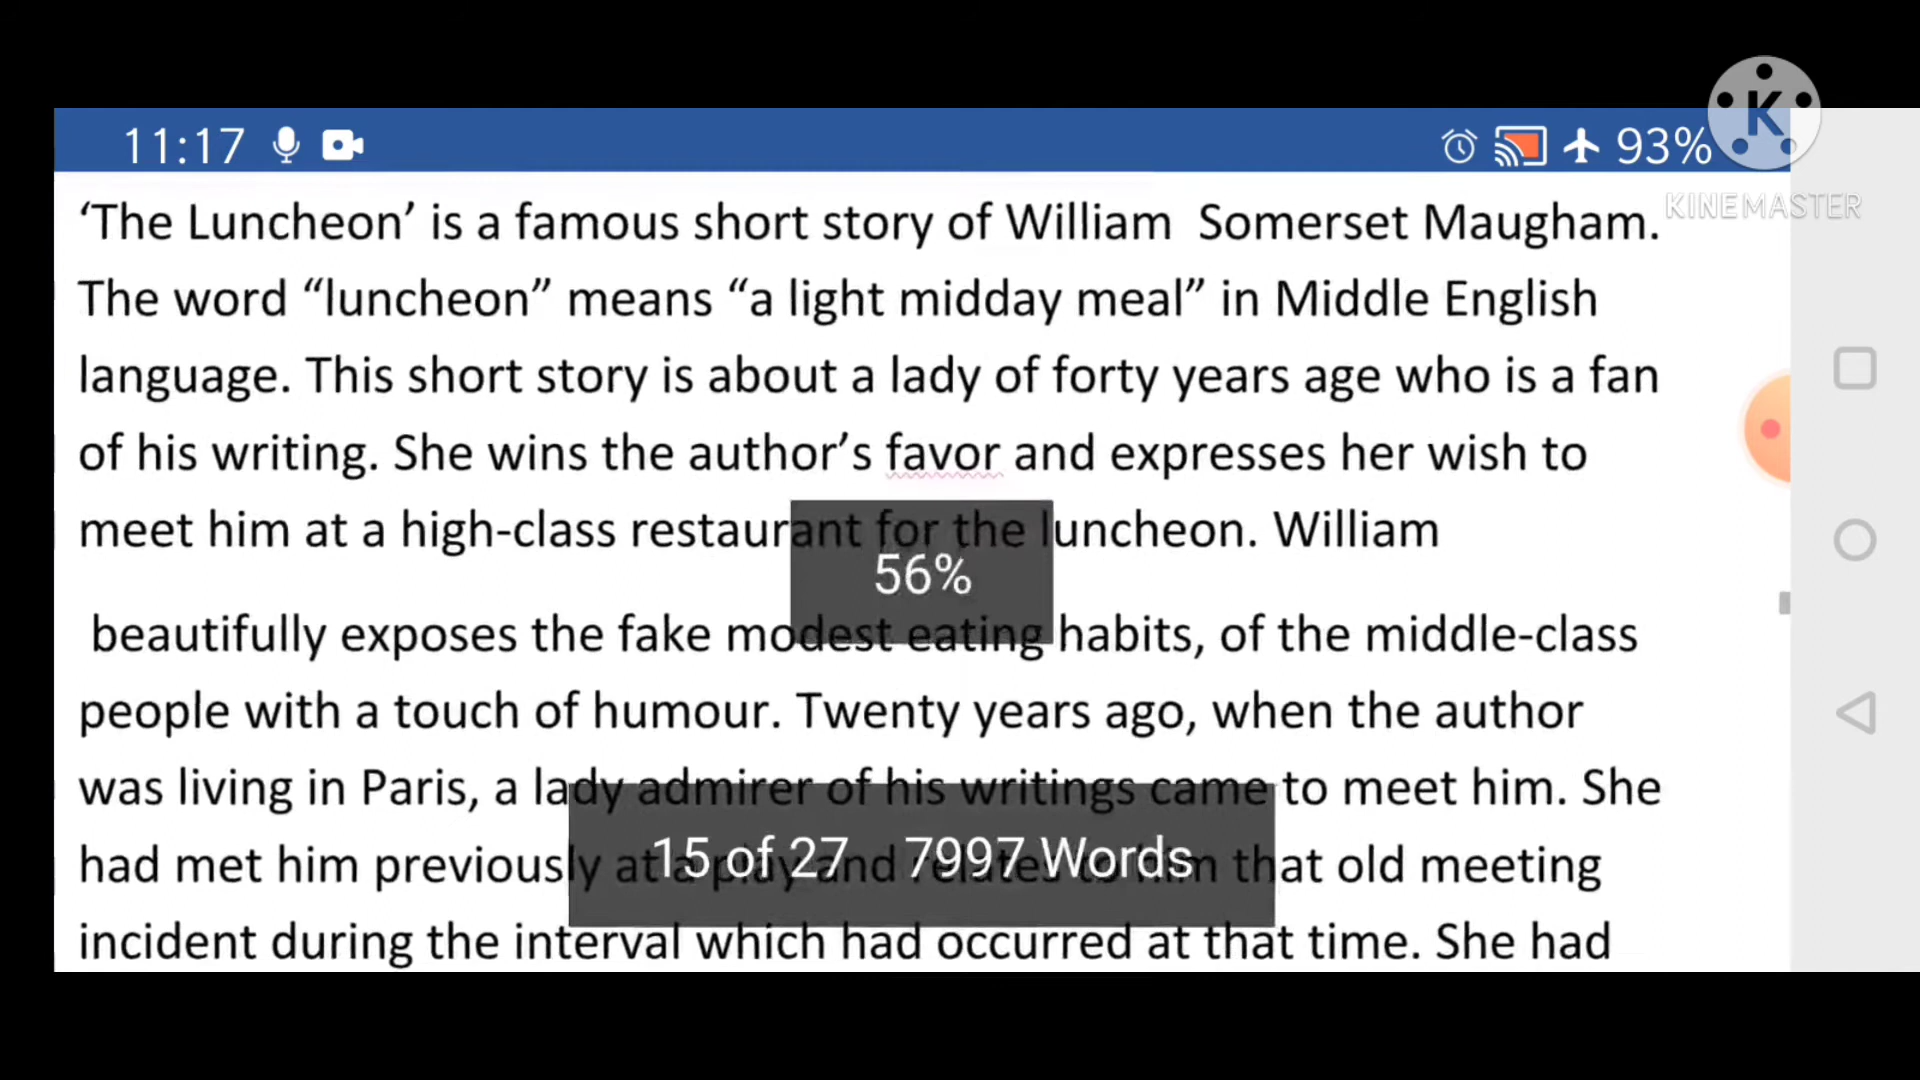 11:17 93%
K
KINEMASTER
‘The Luncheon’ is a famous short story of William Somerset Maugham.
The word “luncheon” means “a light midday meal” in Middle English
language. This short story is about a lady of forty years age who is a fan
of his writing. She wins the author’s favor and expresses her wish to
meet him at a high-class restaurant for the luncheon. William
56%
beautifully exposes the fake modest eating habits, of the middle-class
people with a touch of humour. Twenty years ago, when the author
was living in Paris, a lady admirer of his writings came to meet him. She
had met him previously at a play and relates to him that old meeting
15 of 27 7997 Words
incident during the interval which had occurred at that time. She had